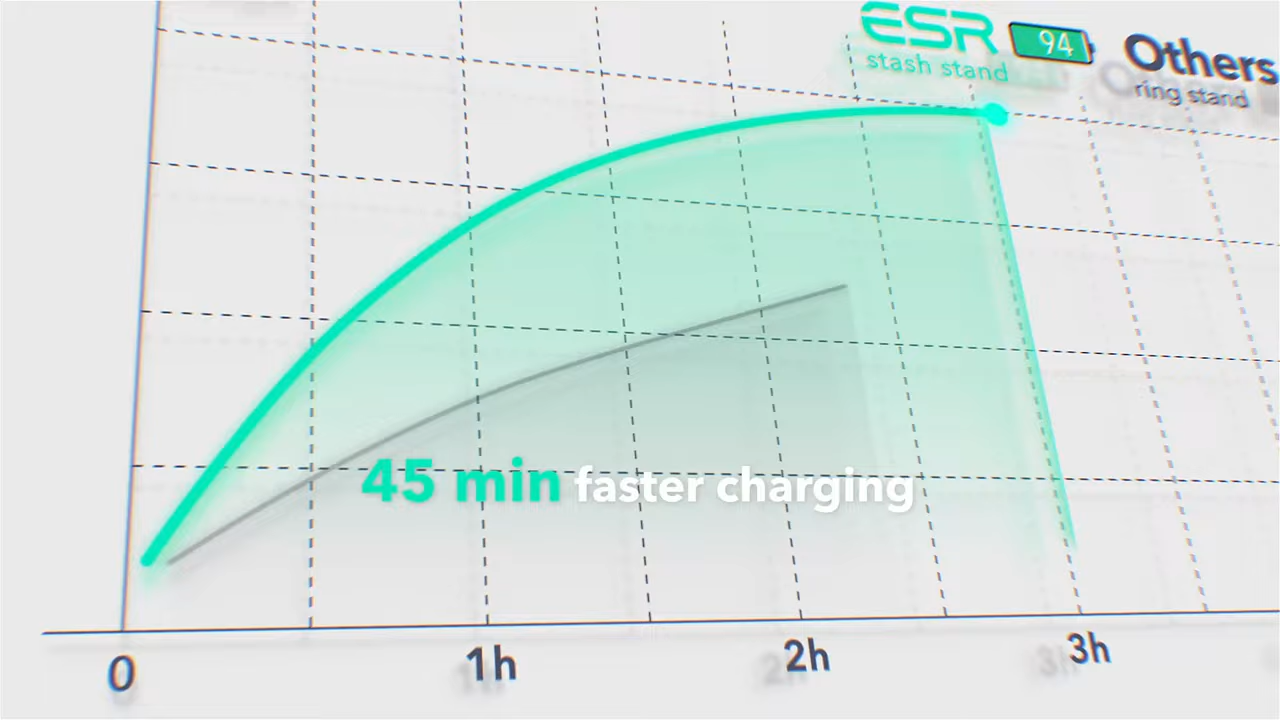 ESR 94 Others
stash stand ring stand
45 min faster charging
0 1h 2h 3h